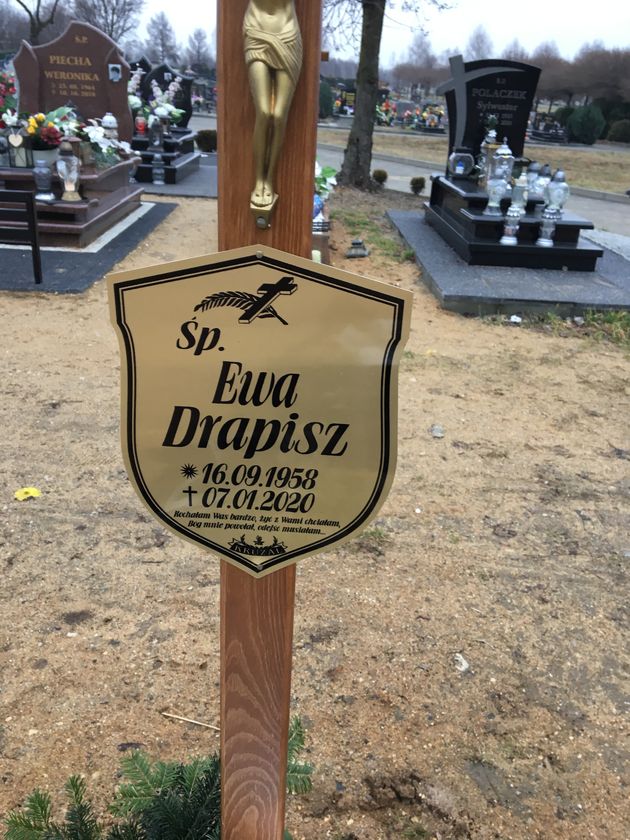 Ś.P.
PIECHA
WERONIKA
POLACZEK
Sylwester
Śp.
Ewa
Drapisz
16.09.1958
07.01.2020
Kochałam Was bardzo, żyć z Wami chciałam,
Bóg mnie powołał, odejść musiałam...